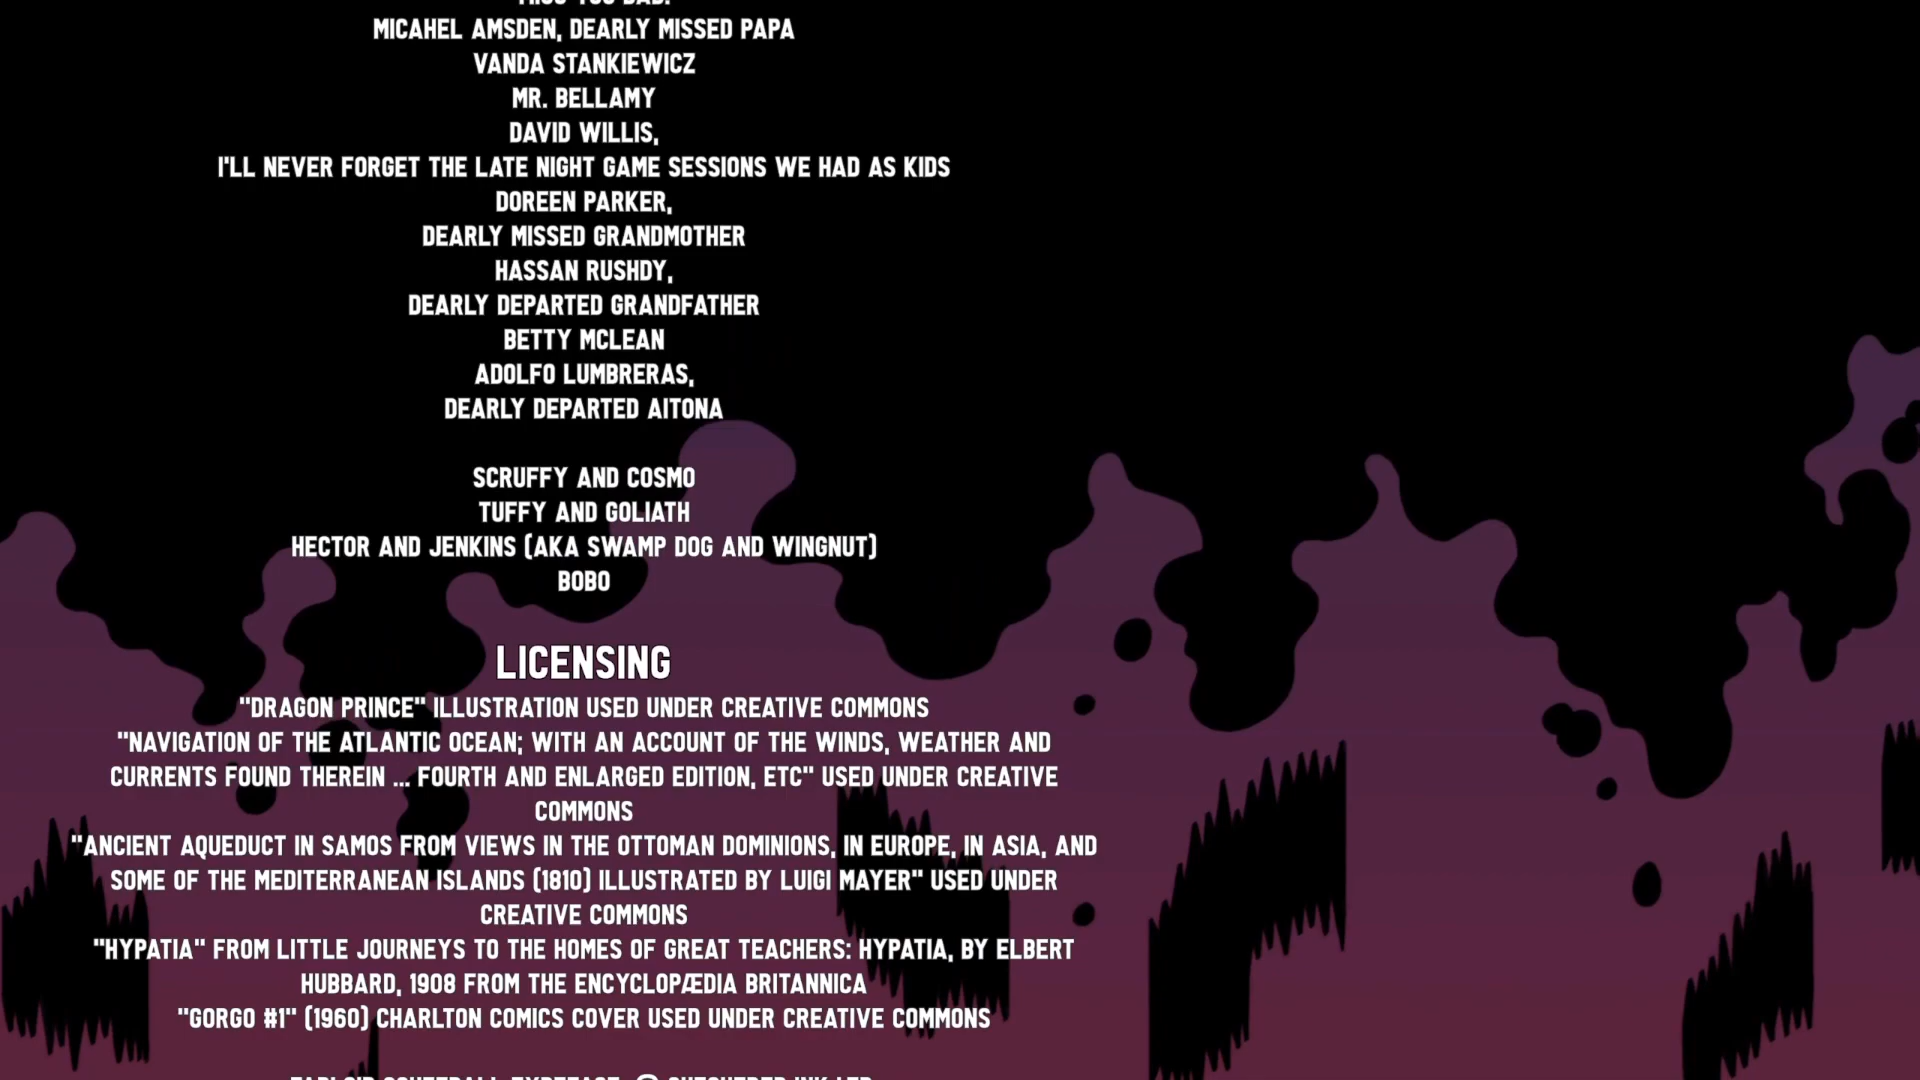 MICAHEL AMSDEN, DEARLY MISSED PAPA
VANDA STANKIEWICZ
MR. BELLAMY
DAVID WILLIS,
I'LL NEVER FORGET THE LATE NIGHT GAME SESSIONS WE HAD AS KIDS
DOREEN PARKER,
DEARLY MISSED GRANDMOTHER
HASSAN RUSHDY,
DEARLY DEPARTED GRANDFATHER
BETTY MCLEAN
ADOLFO LUMBRERAS,
DEARLY DEPARTED AITONA
SCRUFFY AND COSMO
TUFFY AND GOLIATH
HECTOR AND JENKINS (AKA SWAMP DOG AND WINGNUT)
BOBO
LICENSING
"DRAGON PRINCE" ILLUSTRATION USED UNDER CREATIVE COMMONS
"NAVIGATION OF THE ATLANTIC OCEAN; WITH AN ACCOUNT OF THE WINDS, WEATHER AND
CURRENTS FOUND THEREIN ... FOURTH AND ENLARGED EDITION, ETC" USED UNDER CREATIVE
COMMONS
"ANCIENT AQUEDUCT IN SAMOS FROM VIEWS IN THE OTTOMAN DOMINIONS, IN EUROPE, IN ASIA, AND
SOME OF THE MEDITERRANEAN ISLANDS (1810) ILLUSTRATED BY LUIGI MAYER" USED UNDER
CREATIVE COMMONS
"HYPATIA" FROM LITTLE JOURNEYS TO THE HOMES OF GREAT TEACHERS: HYPATIA, BY ELBERT
HUBBARD, 1908 FROM THE ENCYCLOPÆDIA BRITANNICA
"GORGO #1" (1960) CHARLTON COMICS COVER USED UNDER CREATIVE COMMONS